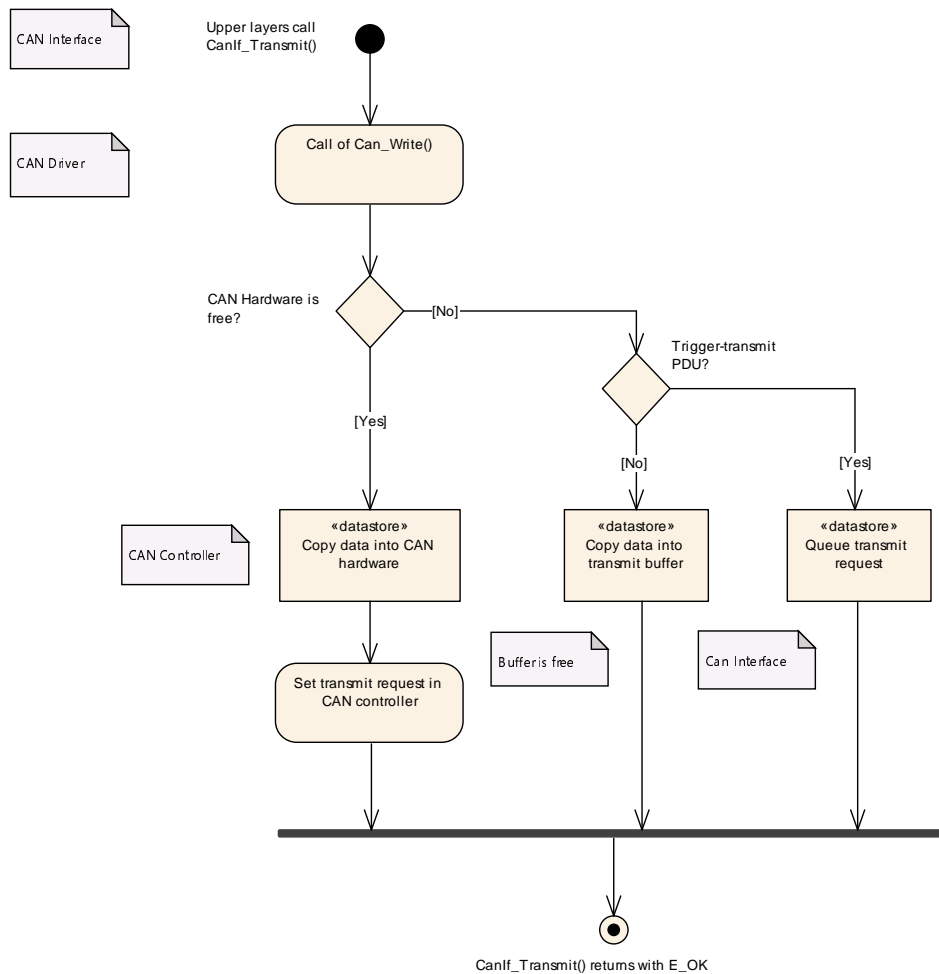 CAN Interface
Upper layers call
CanIf_Transmit()
CAN Driver
Call of Can_Write()
CAN Hardware is
free?
[No]
Trigger-transmit
PDU?
[Yes]
[No]
[Yes]
CAN Controller
«datastore»
Copy data into CAN
hardware
«datastore»
Copy data into
transmit buffer
«datastore»
Queue transmit
request
Buffer is free
Can Interface
Set transmit request in
CAN controller
CanIf_Transmit() returns with E_OK